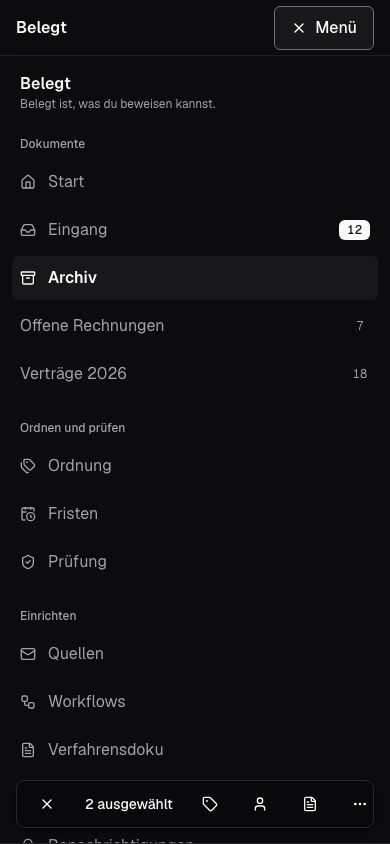 Belegt
Menü
Belegt
Belegt ist, was du beweisen kannst.
Dokumente
Start
Eingang 12
Archiv
Offene Rechnungen 7
Verträge 2026 18
Ordnen und prüfen
Ordnung
Fristen
Prüfung
Einrichten
Quellen
Workflows
Verfahrensdoku
2 ausgewählt